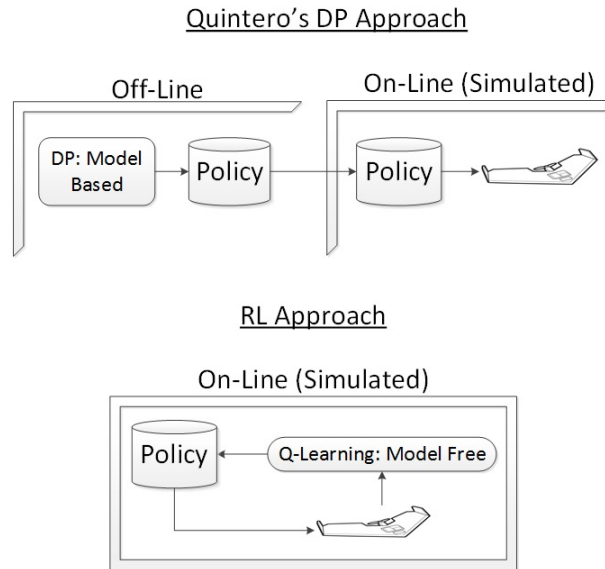 Quintero's DP Approach
Off-Line
On-Line (Simulated)
DP: Model
Based
Policy
Policy
RL Approach
On-Line (Simulated)
Policy
Q-Learning: Model Free